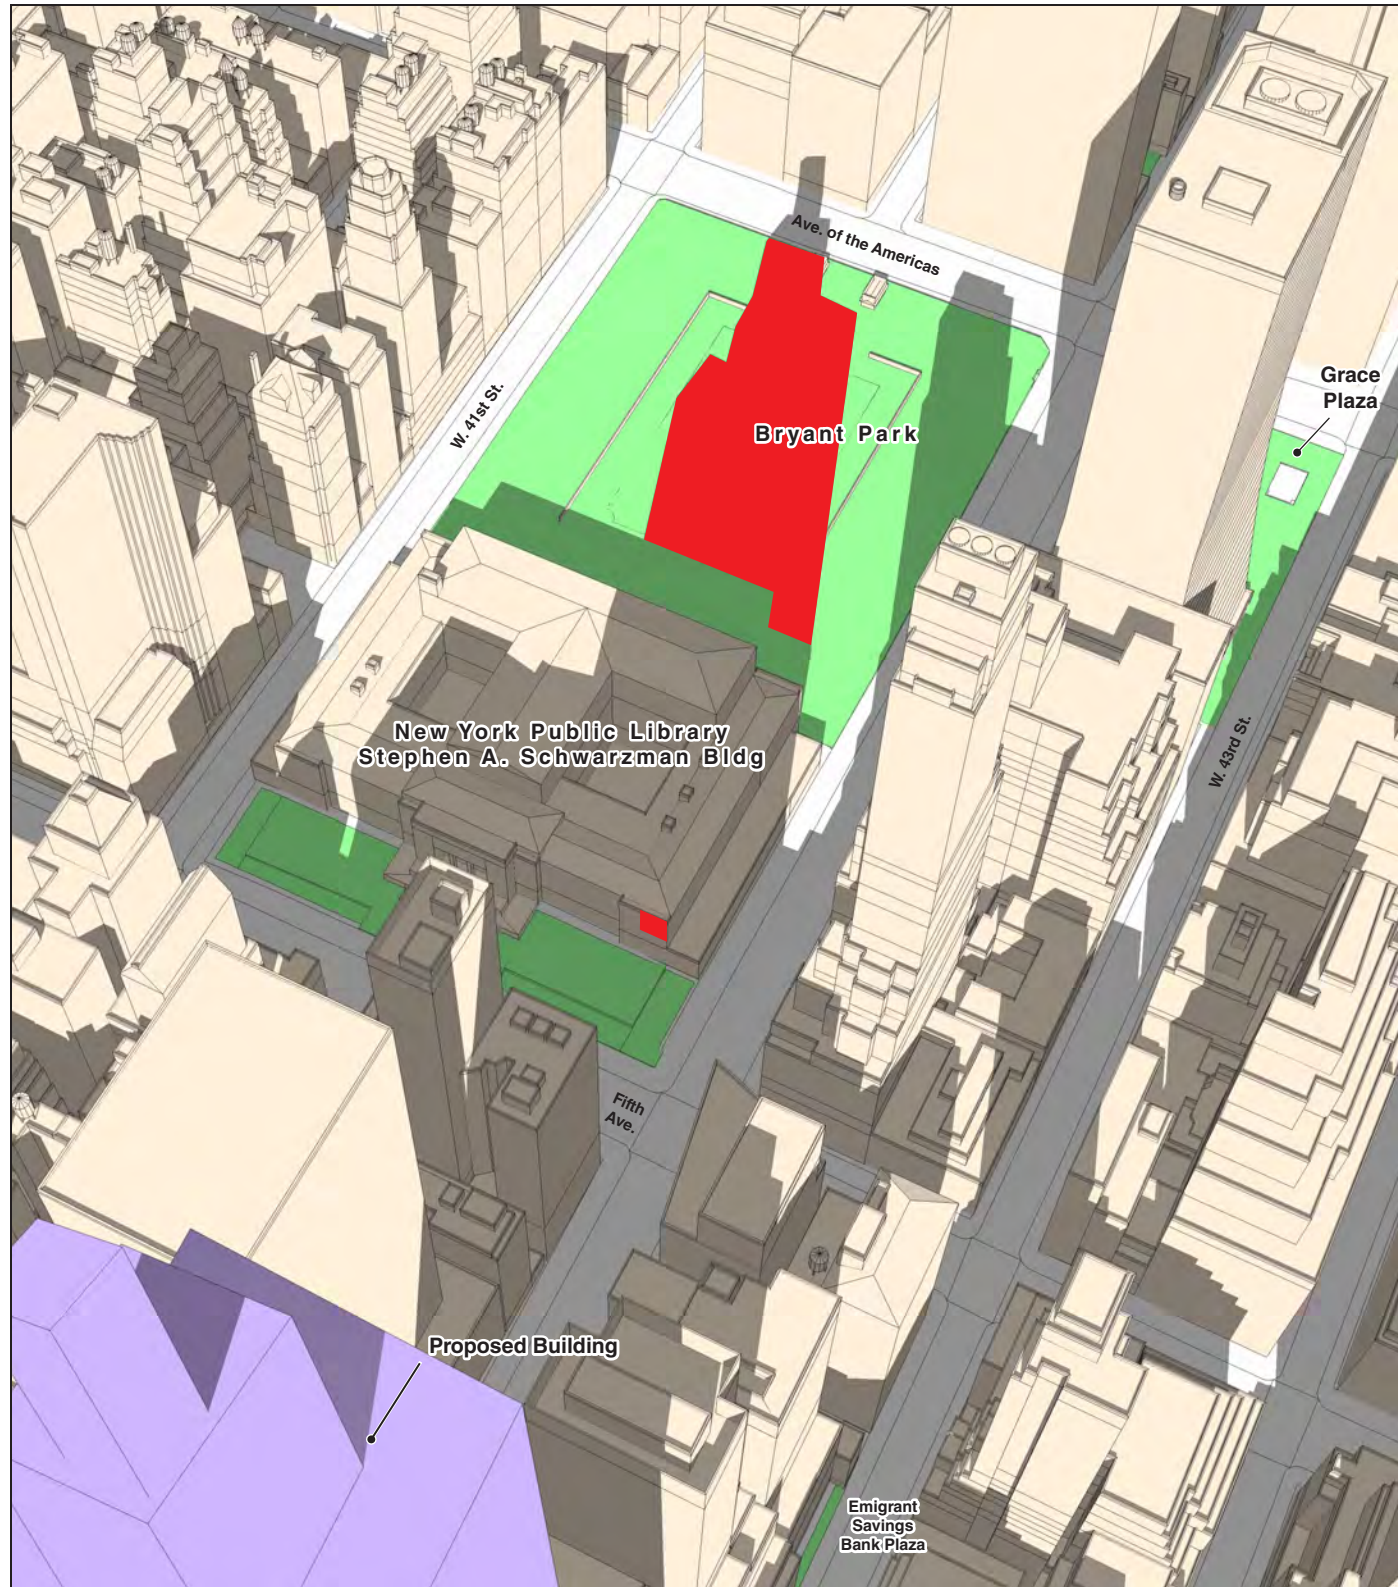 Ave. of the Americas
Grace
Plaza
W. 41st St.
Bryant Park
New York Public Library
Stephen A. Schwarzman Bldg
W. 43rd St.
Fifth
Ave.
Proposed Building
Emigrant
Savings
Bank Plaza